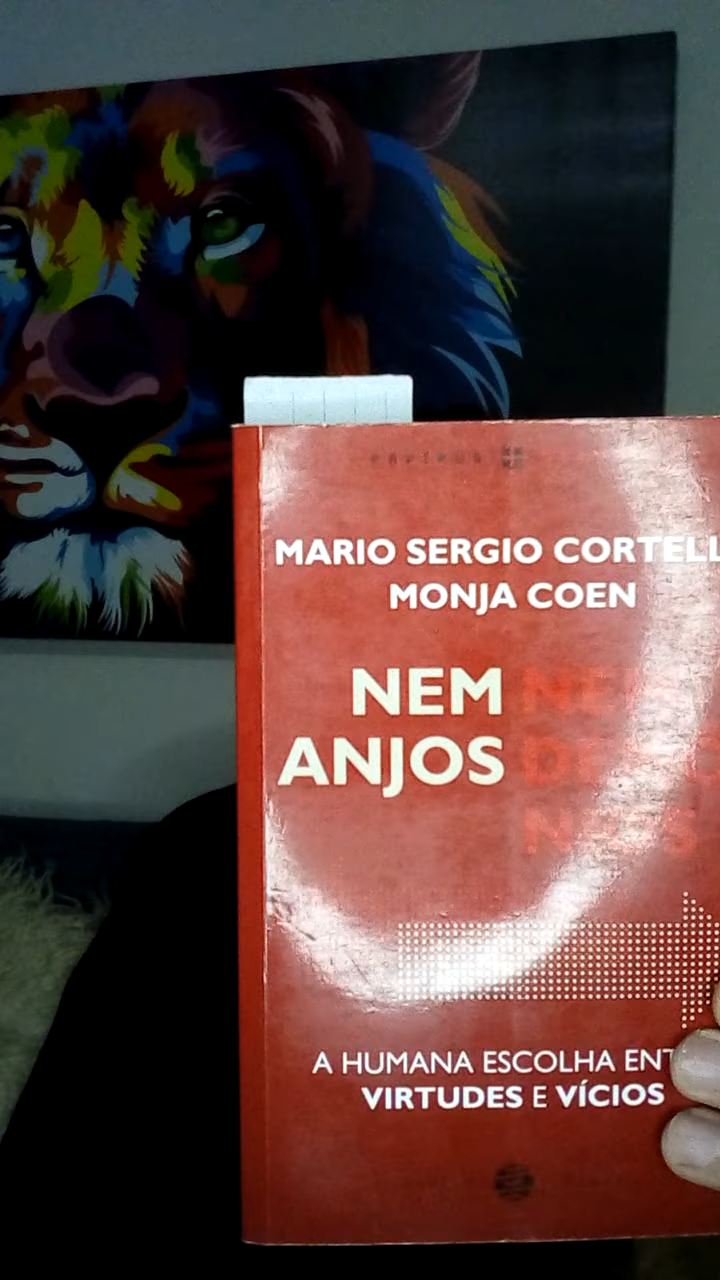 MARIO SERGIO CORTELL
MONJA COEN
NEM
ANJOS
A HUMANA ESCOLHA ENT
VIRTUDES E VÍCIOS